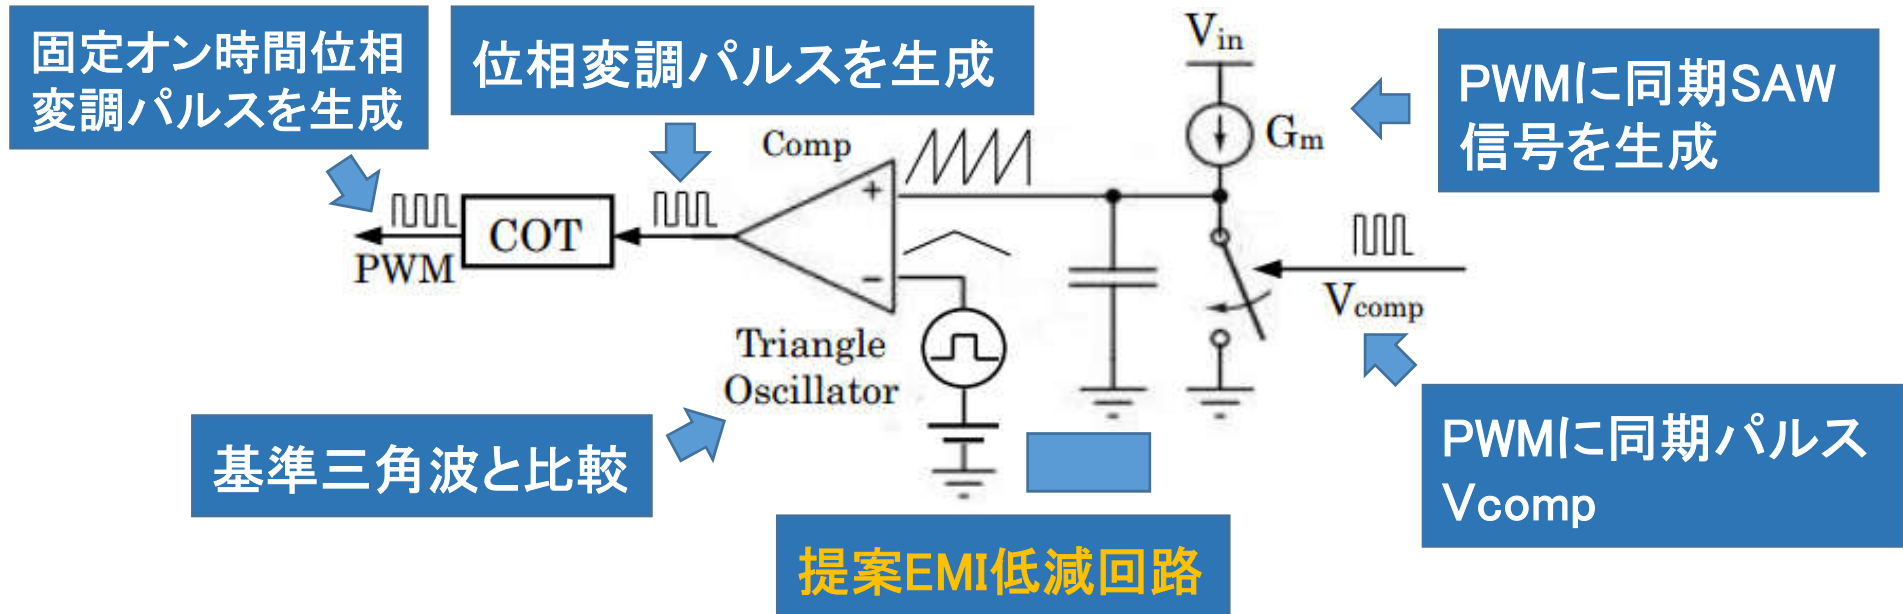 固定オン時間位相
変調パルスを生成
位相変調パルスを生成
Vin
PWMに同期SAW
信号を生成
Gm
Comp
+
COT
PWM
−
Vcomp
Triangle
Oscillator
基準三角波と比較
PWMに同期パルス
Vcomp
提案EMI低減回路